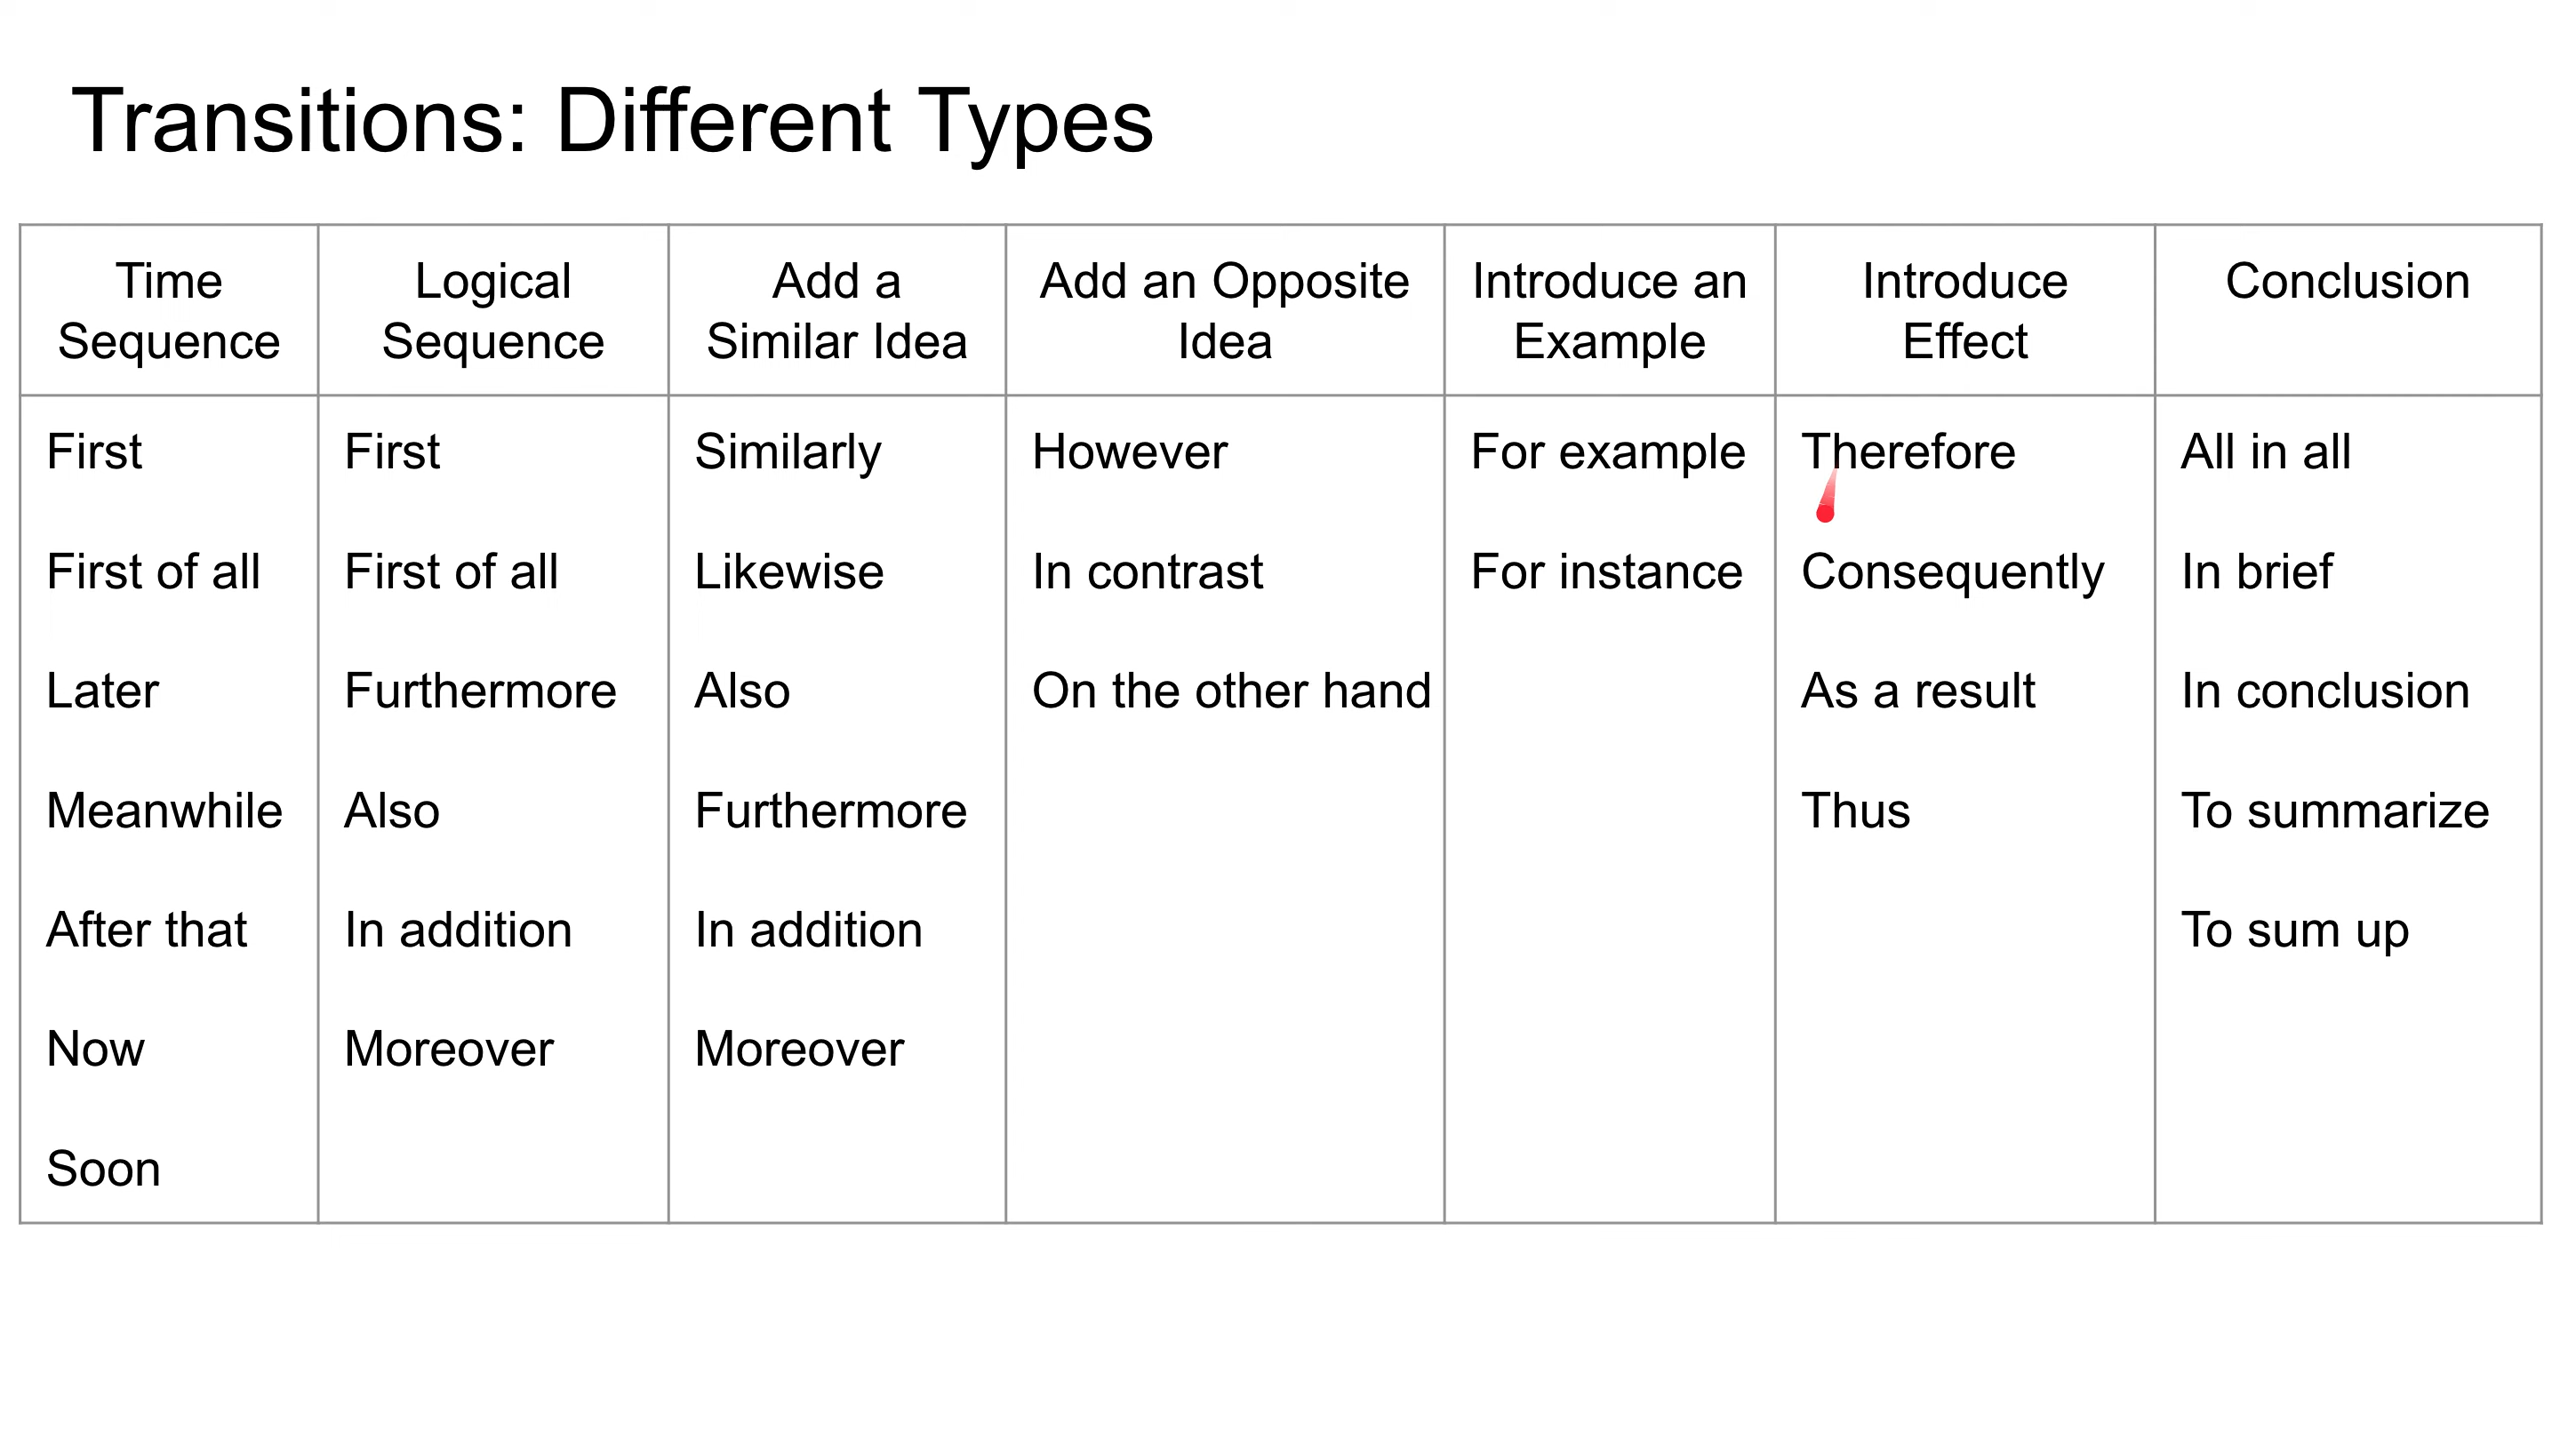 Transitions: Different Types
Time
Sequence
Logical
Sequence
Add a
Similar Idea
Add an Opposite
Idea
Introduce an
Example
Introduce
Effect
Conclusion
First
First of all
Later
Meanwhile
After that
Now
Soon
First
First of all
Furthermore
Also
In addition
Moreover
Similarly
Likewise
Also
Furthermore
In addition
Moreover
However
In contrast
On the other hand
For example
For instance
Therefore
Consequently
As a result
Thus
All in all
In brief
In conclusion
To summarize
To sum up